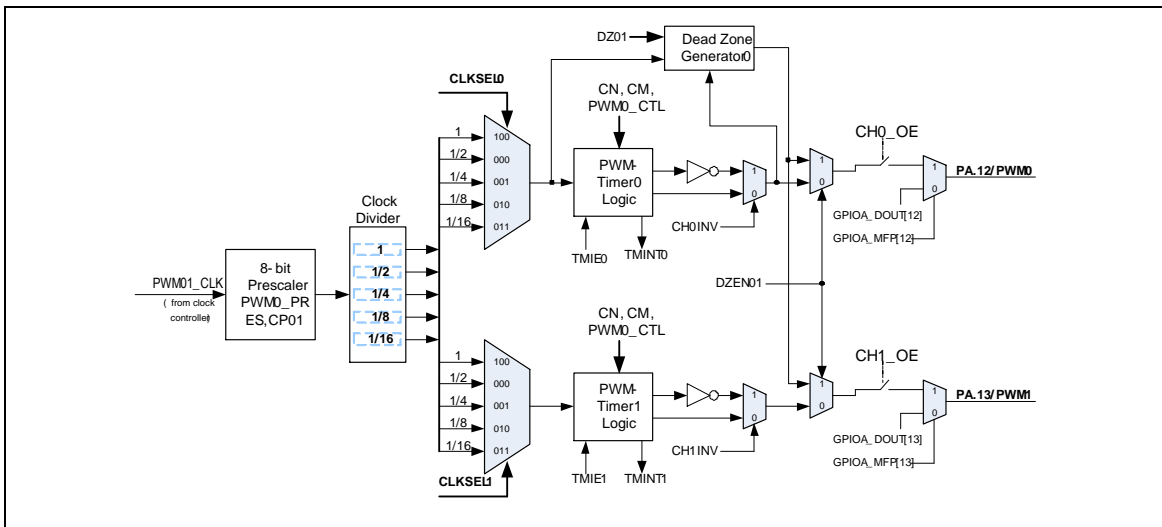 DZ01
Dead Zone
Generator0
CLKSEL0
CN, CM,
PWM0_CTL
1
1/2
1/4
1/8
1/16
100
000
001
010
011
PWM-
Timer0
Logic
1
0
CH0INV
TMIE0
TMINT0
1
0
CH0_OE
1
0
PA.12/PWM0
GPIOA_DOUT[12]
GPIOA_MFP[12]
PWM01_CLK
( from clock
controller)
8- bit
Prescaler
PWM0_PR
ES,CP01
Clock
Divider
1
1/2
1/4
1/8
1/16
DZEN01
CN, CM,
PWM0_CTL
1
1/2
1/4
1/8
1/16
100
000
001
010
011
CLKSEL1
PWM-
Timer1
Logic
1
0
CH1INV
TMIE1
TMINT1
1
0
CH1_OE
1
0
PA.13/PWM1
GPIOA_DOUT[13]
GPIOA_MFP[13]